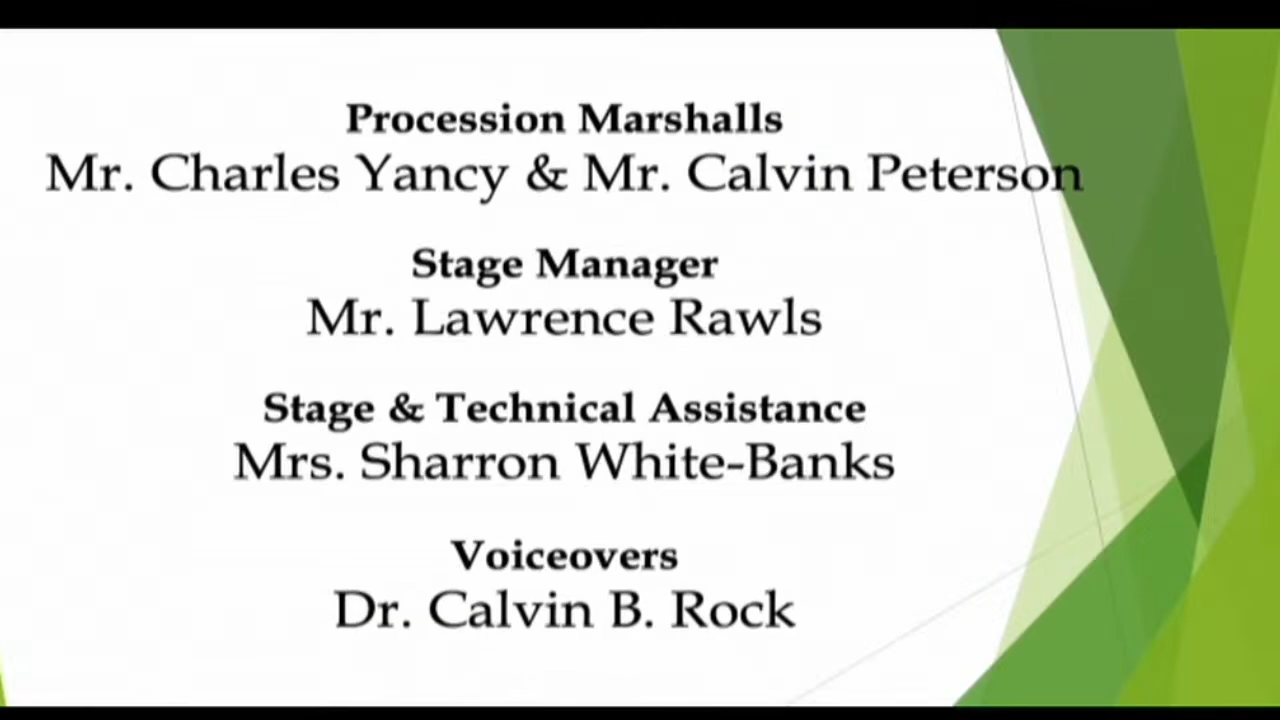 Procession Marshalls
Mr. Charles Yancy & Mr. Calvin Peterson
Stage Manager
Mr. Lawrence Rawls
Stage & Technical Assistance
Mrs. Sharron White-Banks
Voiceovers
Dr. Calvin B. Rock